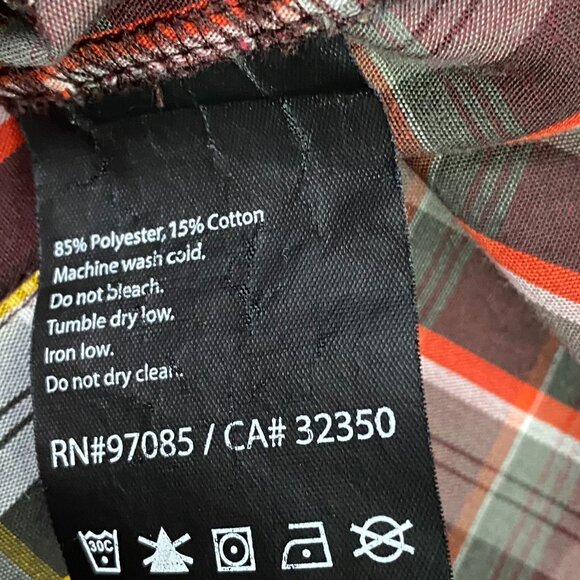 85% Polyester, 15% Cotton
Machine wash cold.
Do not bleach.
Tumble dry low.
Iron low.
Do not dry clean.
RN#97085 / CA# 32350
30C